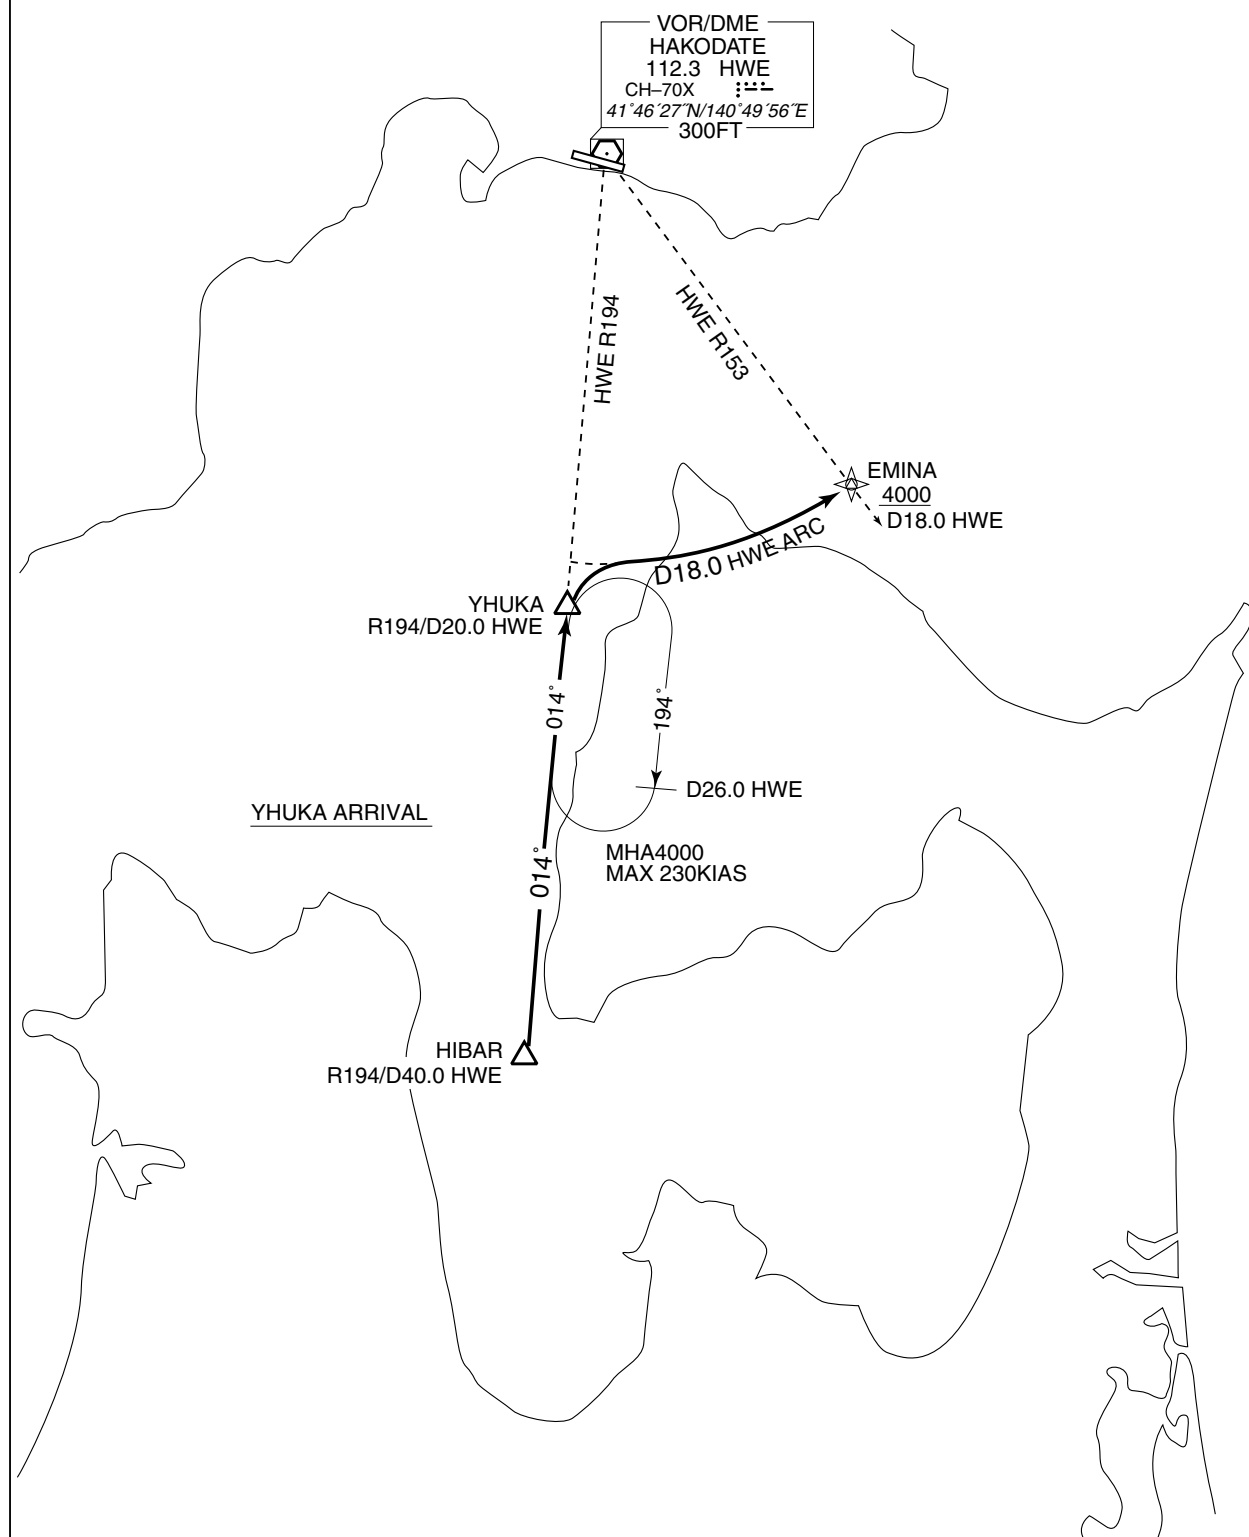 VOR/DME
HAKODATE
112.3 HWE
CH–70X
41°46´27˝N/140°49´56˝E
300FT
HWE R194
HWE R153
EMINA
4000
D18.0 HWE
D18.0 HWE ARC
YHUKA
R194/D20.0 HWE
014°
194°
D26.0 HWE
YHUKA ARRIVAL
MHA4000
MAX 230KIAS
014°
HIBAR
R194/D40.0 HWE